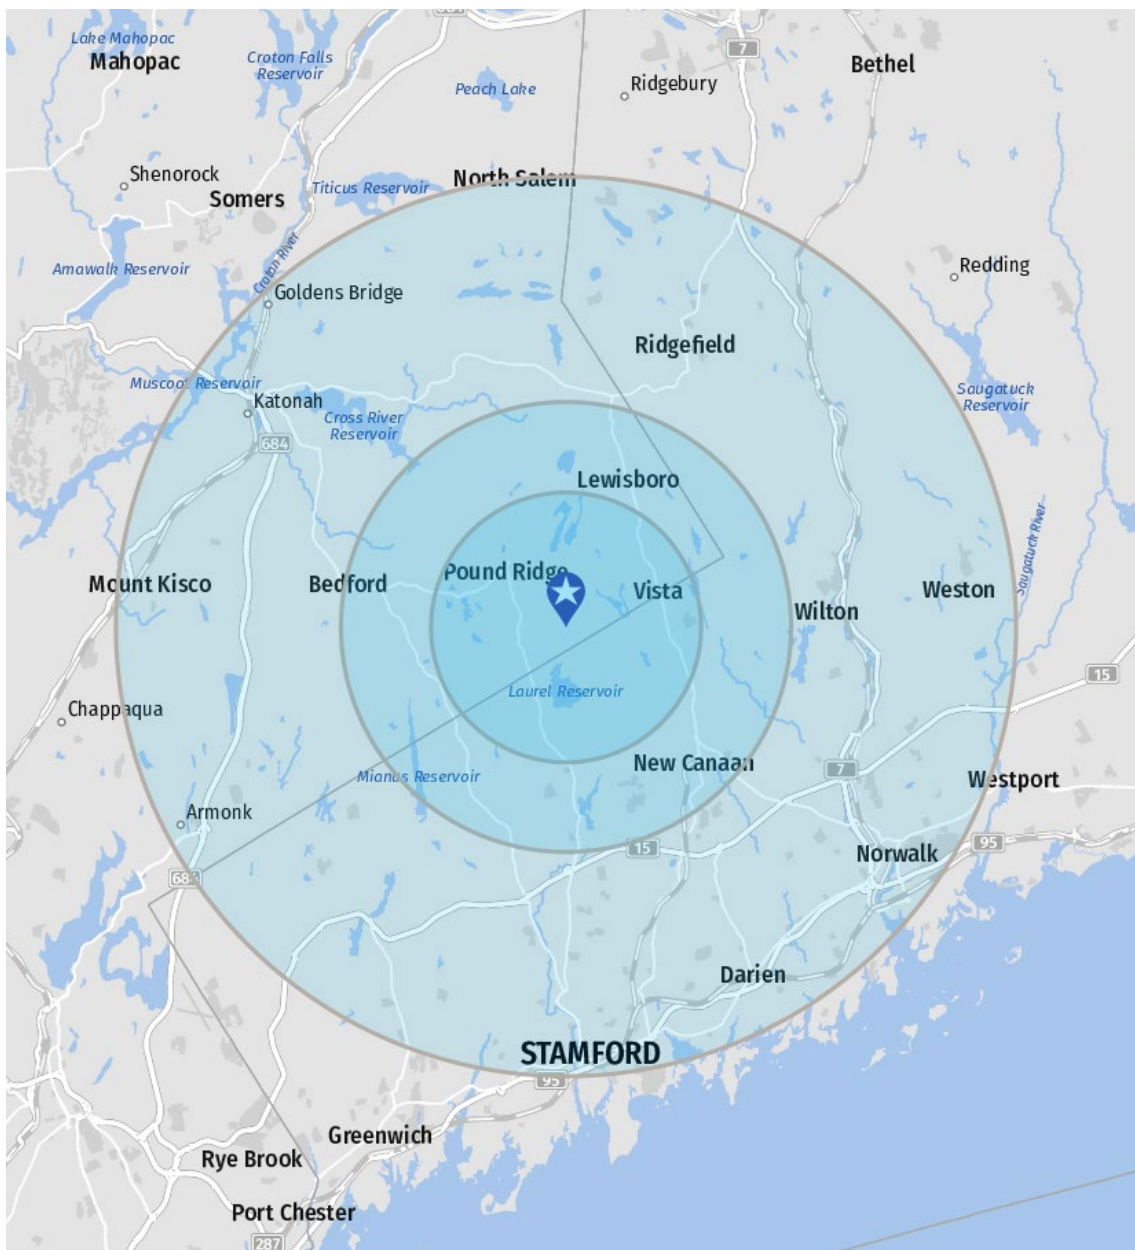 684
Lake Mahopac
Mahopac
Croton Falls
Reservoir
7
Bethel
Peach Lake
Ridgebury
Shenorock
Somers
Titicus Reservoir
North Salem
Amawalk Reservoir
Croton River
Goldens Bridge
Redding
Ridgefield
Muscoot Reservoir
Katonah
Cross River
Reservoir
Saugatuck
Reservoir
684
Lewisboro
Saugatuck River
Mount Kisco
Bedford
Pound Ridge
Vista
Wilton
Weston
15
Laurel Reservoir
Chappaqua
Mianus Reservoir
New Canaan
7
Westport
Armonk
15
Norwalk
95
684
Darien
STAMFORD
95
Greenwich
Rye Brook
Port Chester
287